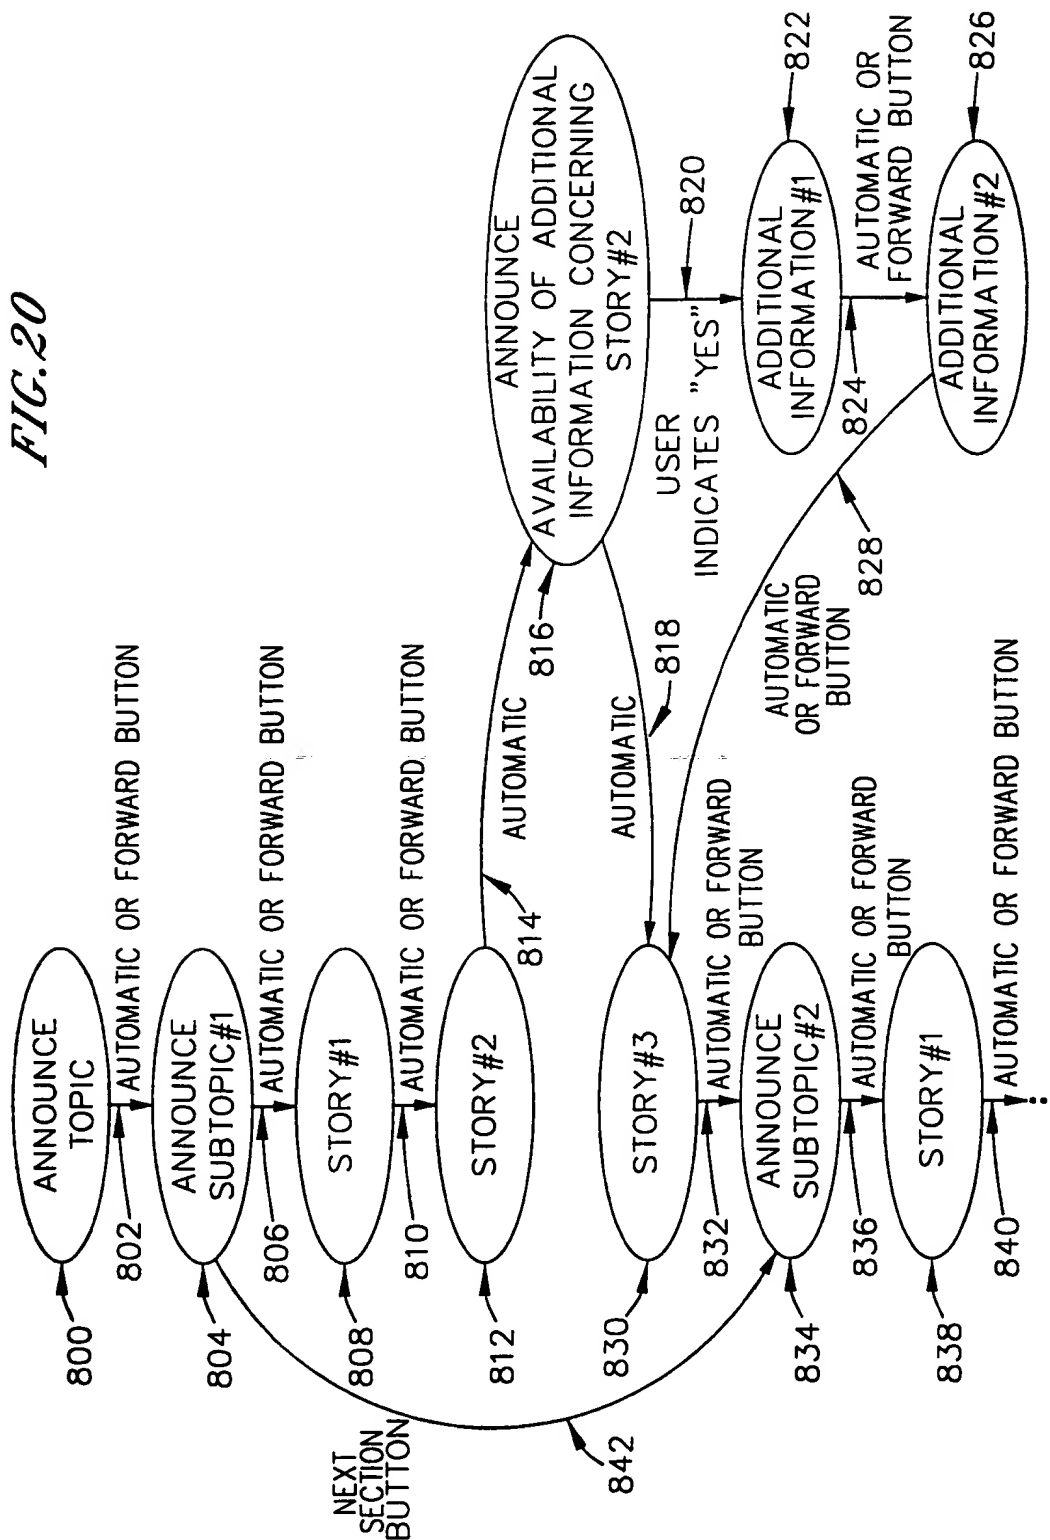 FIG.20
ANNOUNCE
TOPIC
800
802
AUTOMATIC OR FORWARD BUTTON
ANNOUNCE
SUBTOPIC#1
804
806
AUTOMATIC OR FORWARD BUTTON
STORY#1
808
810
AUTOMATIC OR FORWARD BUTTON
STORY#2
812
814
AUTOMATIC
816
ANNOUNCE
AVAILABILITY OF ADDITIONAL
INFORMATION CONCERNING
STORY#2
AUTOMATIC
818
USER
INDICATES "YES"
820
ADDITIONAL
INFORMATION#1
822
824
AUTOMATIC OR
FORWARD BUTTON
ADDITIONAL
INFORMATION#2
826
828
AUTOMATIC
OR FORWARD
BUTTON
STORY#3
830
832
AUTOMATIC OR FORWARD
BUTTON
ANNOUNCE
SUBTOPIC#2
834
836
AUTOMATIC OR FORWARD
BUTTON
STORY#1
838
840
AUTOMATIC OR FORWARD BUTTON
NEXT
SECTION
BUTTON
842